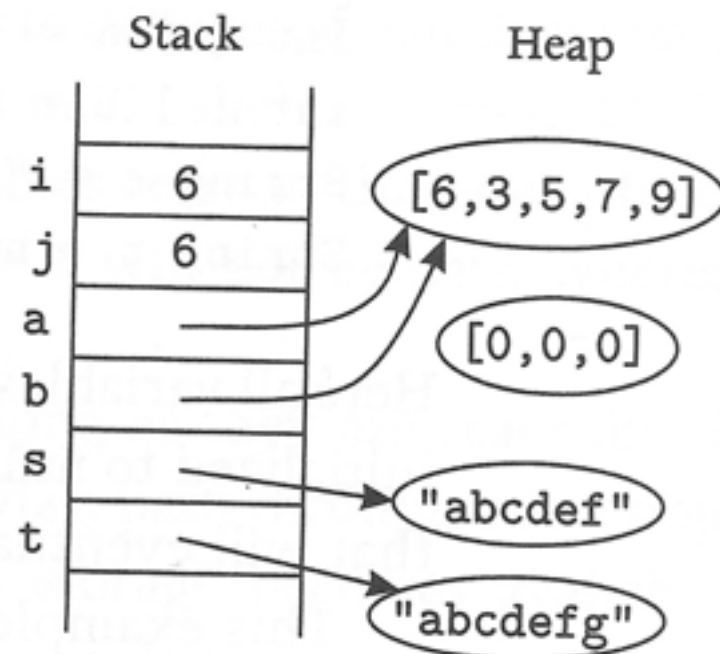 Stack
Heap
i 6
[6,3,5,7,9]
j 6
a
[0,0,0]
b
s
"abcdef"
t
"abcdefg"